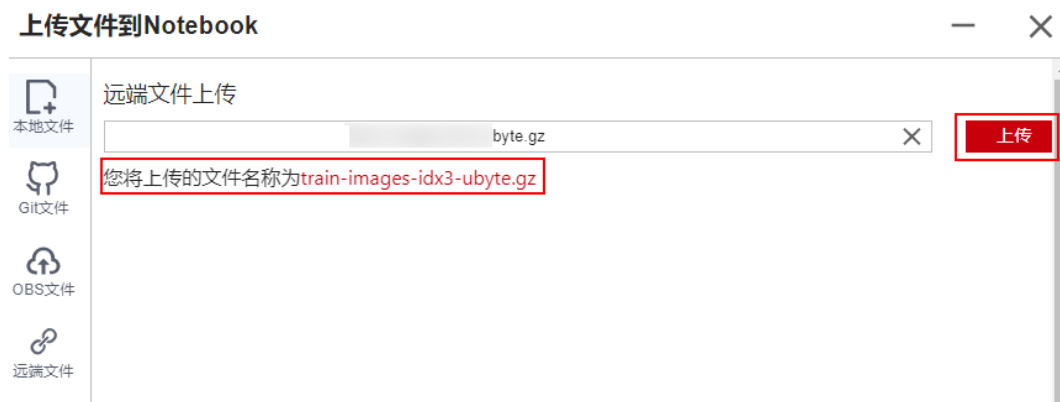 上传文件到Notebook
本地文件
Git文件
OBS文件
远端文件
远端文件上传
byte.gz
上传
您将上传的文件名称为train-images-idx3-ubyte.gz